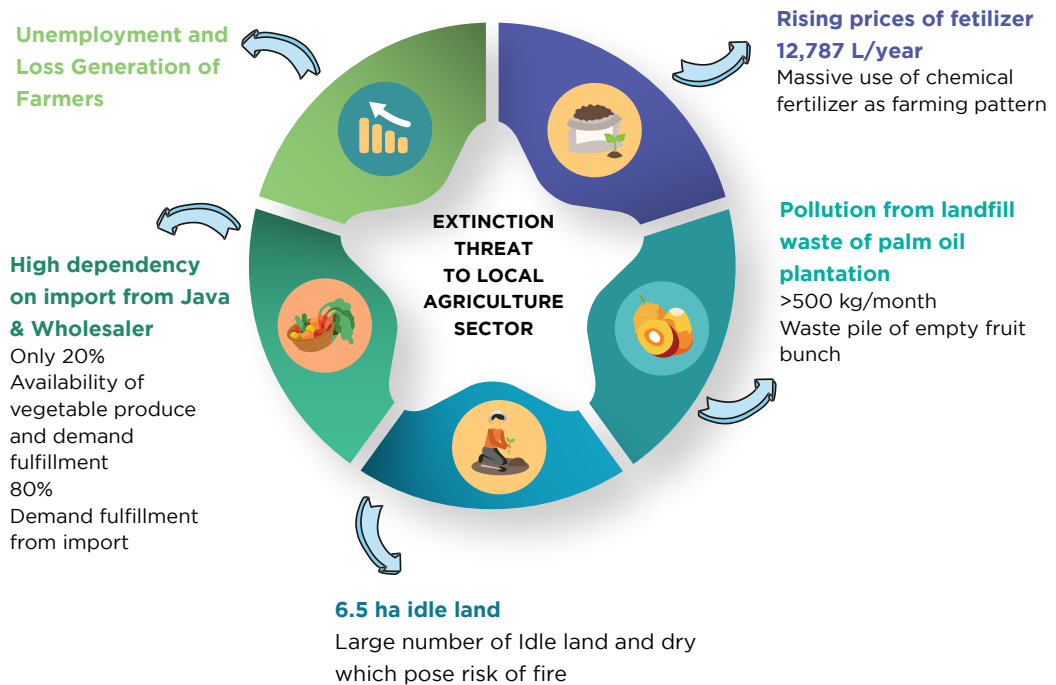 Unemployment and
Loss Generation of
Farmers
Rising prices of fetilizer
12,787 L/year
Massive use of chemical
fertilizer as farming pattern
EXTINCTION
THREAT
TO LOCAL
AGRICULTURE
SECTOR
Pollution from landfill
waste of palm oil
plantation
>500 kg/month
Waste pile of empty fruit
bunch
High dependency
on import from Java
& Wholesaler
Only 20%
Availability of
vegetable produce
and demand
fulfillment
80%
Demand fulfillment
from import
6.5 ha idle land
Large number of Idle land and dry
which pose risk of fire